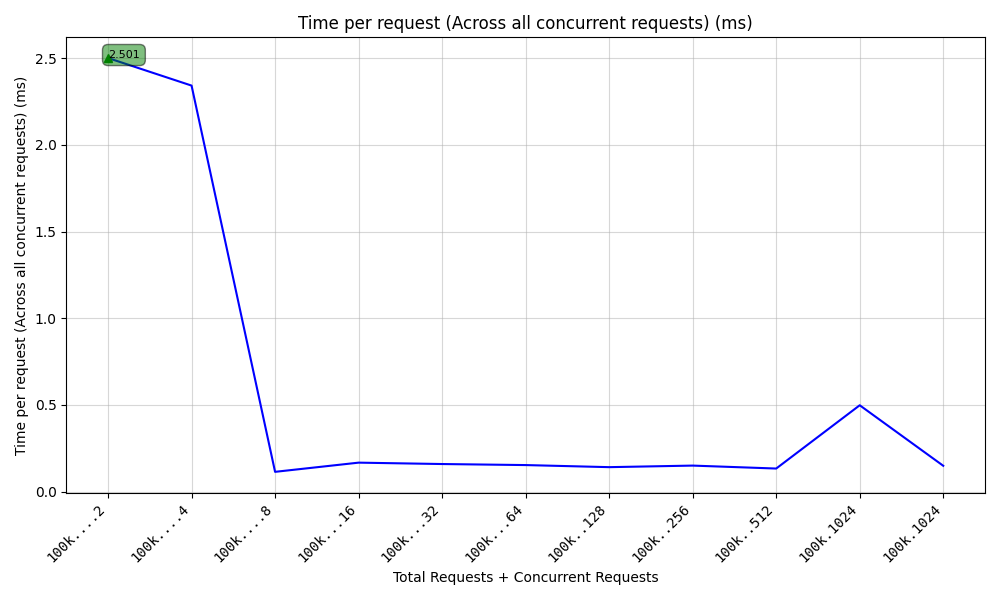 Time per request (Across all concurrent requests) (ms)
Time per request (Across all concurrent requests) (ms)
2.501
2.5
2.0
1.5
1.0
0.5
0.0
100k....2
100k....4
100k....8
100k...16
100k...32
100k...64
100k..128
100k..256
100k..512
100k.1024
100k.1024
Total Requests + Concurrent Requests